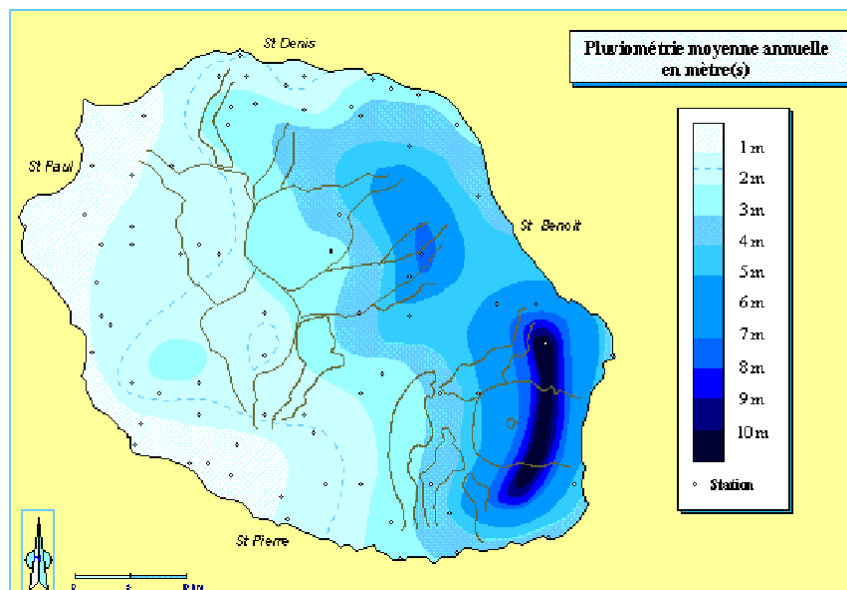 St Denis
Pluviométrie moyenne annuelle
en mètre(s)
St Paul
St Benoit
St Pierre
1 m
2 m
3 m
4 m
5 m
6 m
7 m
8 m
9 m
10 m
Station